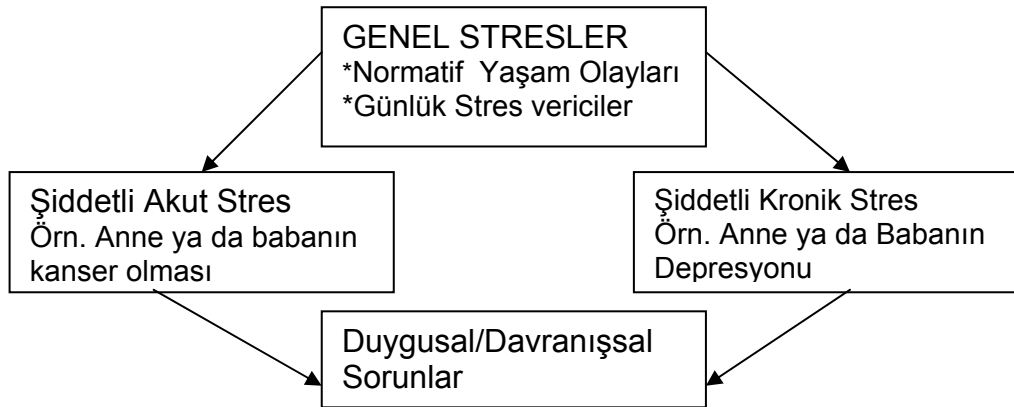 GENEL STRESLER
*Normatif Yaşam Olayları
*Günlük Stres vericiler
Şiddetli Akut Stres
Örn. Anne ya da babanın
kanser olması
Şiddetli Kronik Stres
Örn. Anne ya da Babanın
Depresyonu
Duygusal/Davranışsal
Sorunlar